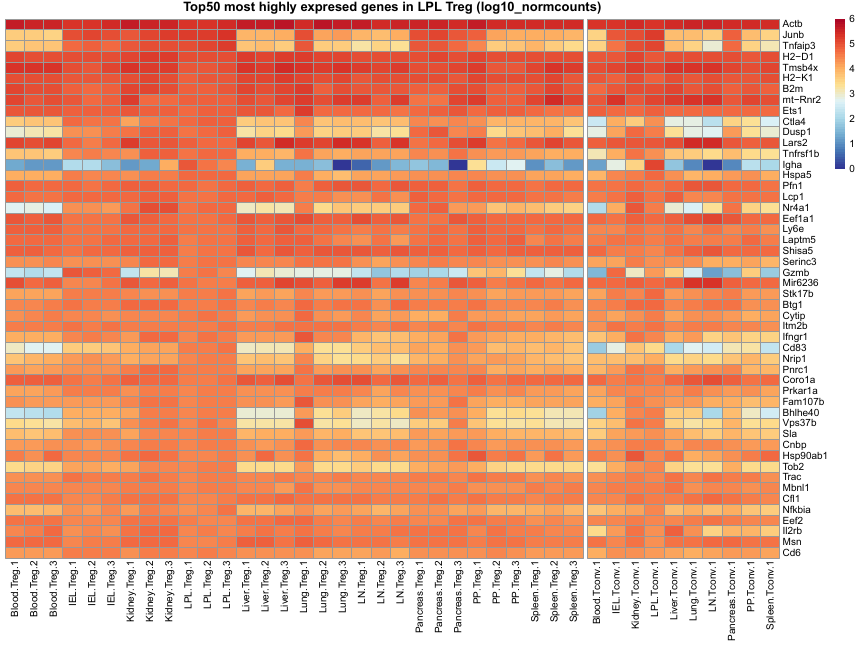 Top50 most highly expresed genes in LPL Treg (log10_normcounts)
Actb
Junb
Tnfaip3
H2−D1
Tmsb4x
H2−K1
B2m
mt−Rnr2
Ets1
Ctla4
Dusp1
Lars2
Tnfrsf1b
Igha
Hspa5
Pfn1
Lcp1
Nr4a1
Eef1a1
Ly6e
Laptm5
Shisa5
Serinc3
Gzmb
Mir6236
Stk17b
Btg1
Cytip
Itm2b
Ifngr1
Cd83
Nrip1
Pnrc1
Coro1a
Prkar1a
Fam107b
Bhlhe40
Vps37b
Sla
Cnbp
Hsp90ab1
Tob2
Trac
Mbnl1
Cfl1
Nfkbia
Eef2
Il2rb
Msn
Cd6
6
5
4
3
2
1
0
Blood.Treg.1
Blood.Treg.2
Blood.Treg.3
IEL.Treg.1
IEL.Treg.2
IEL.Treg.3
Kidney.Treg.1
Kidney.Treg.2
Kidney.Treg.3
LPL.Treg.1
LPL.Treg.2
LPL.Treg.3
Liver.Treg.1
Liver.Treg.2
Liver.Treg.3
Lung.Treg.1
Lung.Treg.2
Lung.Treg.3
LN.Treg.1
LN.Treg.2
LN.Treg.3
Pancreas.Treg.1
Pancreas.Treg.2
Pancreas.Treg.3
PP.Treg.1
PP.Treg.2
PP.Treg.3
Spleen.Treg.1
Spleen.Treg.2
Spleen.Treg.3
Blood.Tconv.1
IEL.Tconv.1
Kidney.Tconv.1
LPL.Tconv.1
Liver.Tconv.1
Lung.Tconv.1
LN.Tconv.1
Pancreas.Tconv.1
PP.Tconv.1
Spleen.Tconv.1